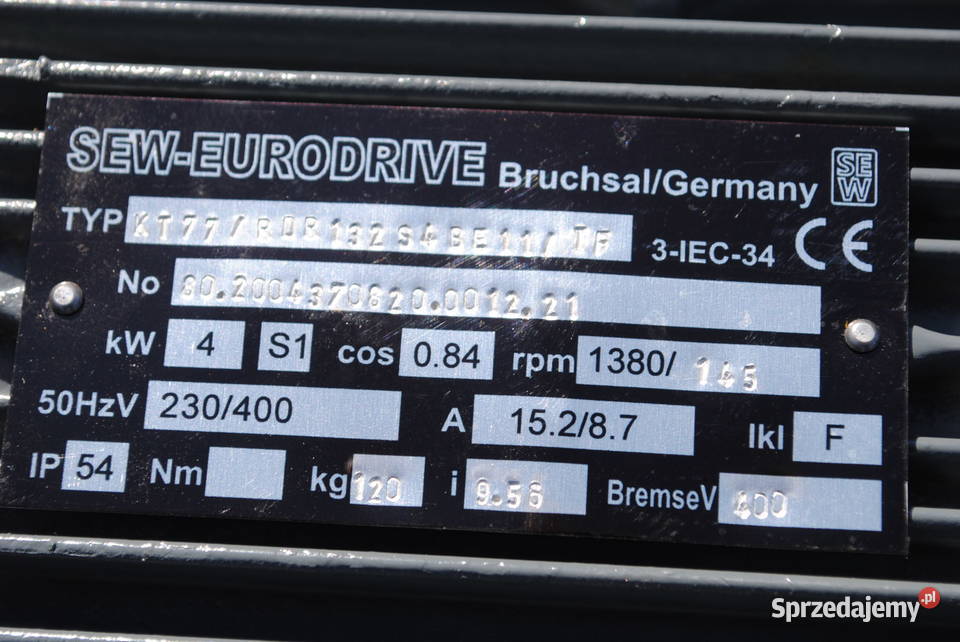 SEW-EURODRIVE Bruchsal/Germany SEW
TYP KT77/RDR132S4BE11/TF 3-IEC-34 CE
No 80.2004370820.0012.21
kW 4 S1 cos 0.84 rpm 1380/ 145
50HzV 230/400 A 15.2/8.7 Ikl F
IP 54 Nm kg 120 i 9.56 BremseV 400
Sprzedajemy.pl